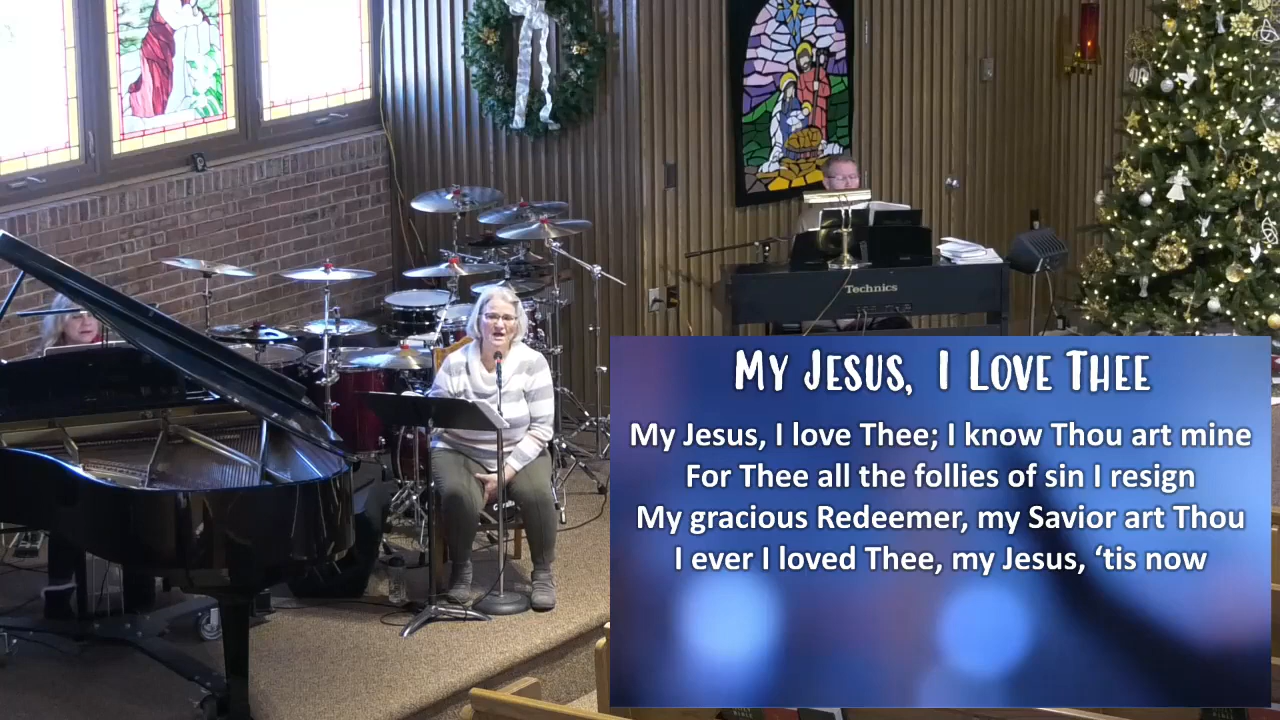 Technics
My Jesus, I Love Thee
My Jesus, I love Thee; I know Thou art mine
For Thee all the follies of sin I resign
My gracious Redeemer, my Savior art Thou
I ever I loved Thee, my Jesus, ‘tis now